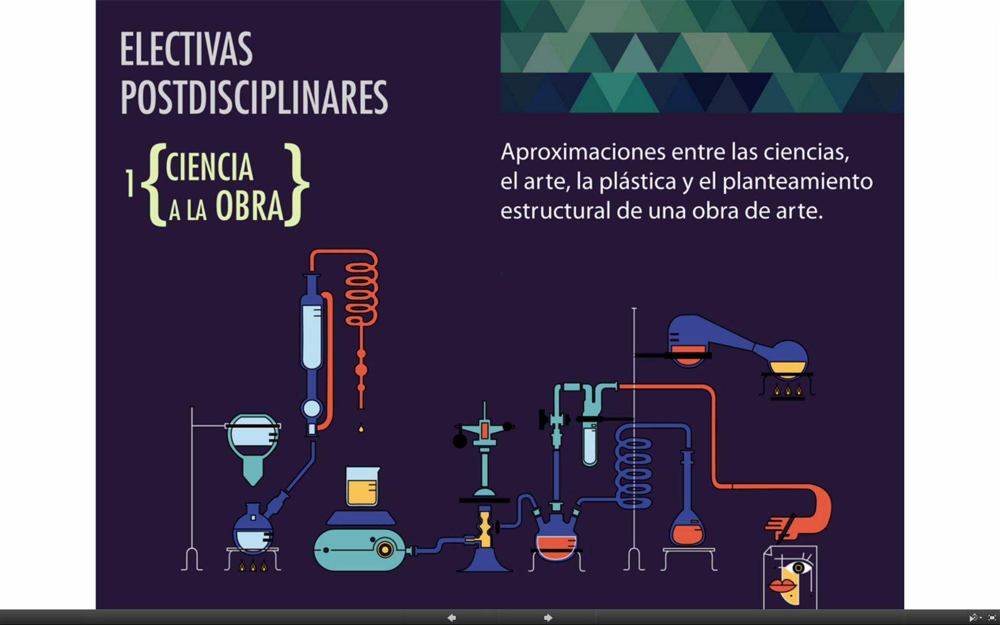 ELECTIVAS
POSTDISCIPLINARES
1 { CIENCIA
A LA OBRA }
Aproximaciones entre las ciencias,
el arte, la plástica y el planteamiento
estructural de una obra de arte.